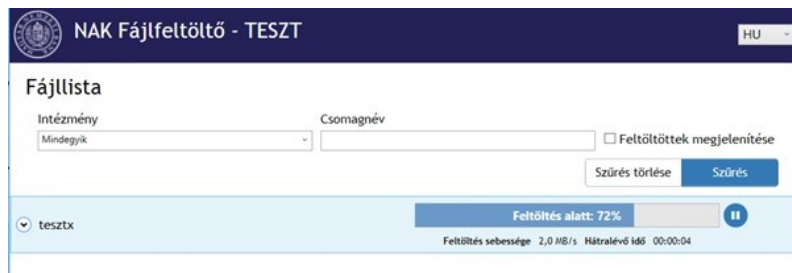 NAK Fájlfeltöltő - TESZT
HU
Fájllista
Intézmény Csomagnév
Mindegyik
Feltöltöttek megjelenítése
Szűrés törlése Szűrés
tesztx
Feltöltés alatt: 72%
Feltöltés sebessége 2,0 MB/s Hátralévő idő 00:00:04